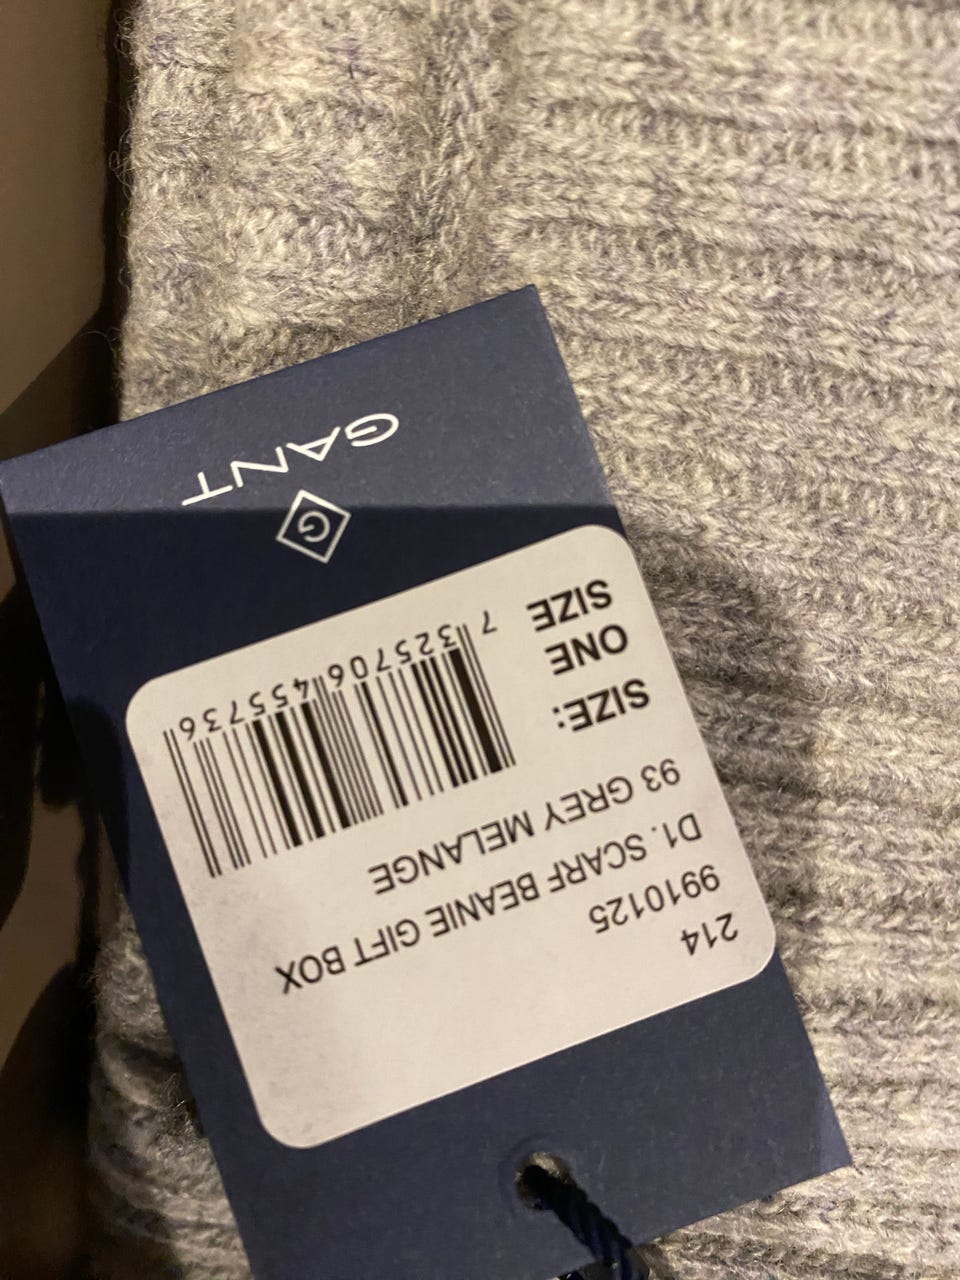 214
9910125
D1. SCARF BEANIE GIFT BOX
93 GREY MELANGE
SIZE:
ONE
SIZE
7 325706 455736
G
GANT